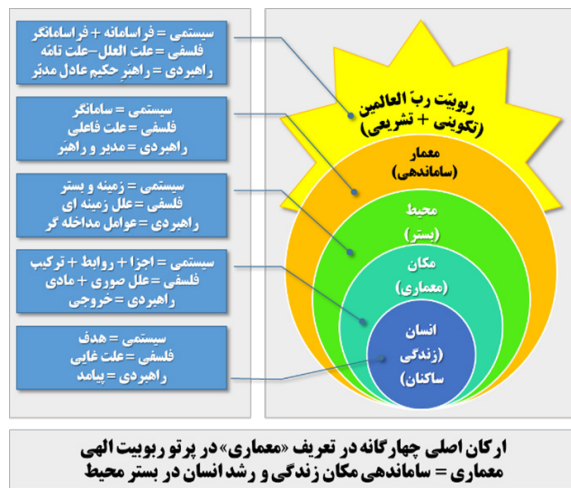 سیستمی = فراسامانه + فراسامانگر
فلسفی = علت العلل–علت تامّه
راهبردی = راهبَرِ حکیم عادل مدبّر
سیستمی = سامانگر
فلسفی = علت فاعلی
راهبردی = مدیر و راهبَر
سیستمی = زمینه و بستر
فلسفی = علل زمینه ای
راهبردی = عوامل مداخله گر
سیستمی = اجزا + روابط + ترکیب
فلسفی = علل صوری + مادی
راهبردی = خروجی
سیستمی = هدف
فلسفی = علت غایی
راهبردی = پیامد
ربوبیّت ربّ العالمین
(تکوینی + تشریعی)
معمار
(ساماندهی)
محیط
(بستر)
مکان
(معماری)
انسان
(زندگی
ساکنان)
ارکان اصلی چهارگانه در تعریف «معماری» در پرتو ربوبیت الهی
معماری = ساماندهی مکان زندگی و رشد انسان در بستر محیط